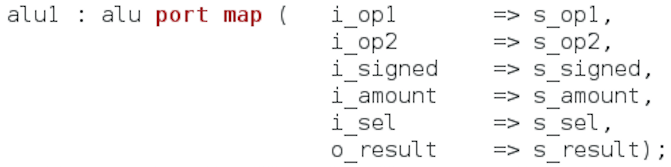 alu1 : alu port map (   i_op1      => s_op1,
                        i_op2      => s_op2,
                        i_signed   => s_signed,
                        i_amount   => s_amount,
                        i_sel      => s_sel,
                        o_result   => s_result);